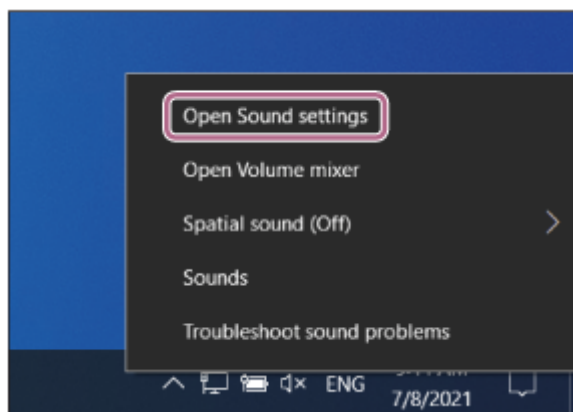 Open Sound settings
Open Volume mixer
Spatial sound (Off)
Sounds
Troubleshoot sound problems
ENG
7/8/2021